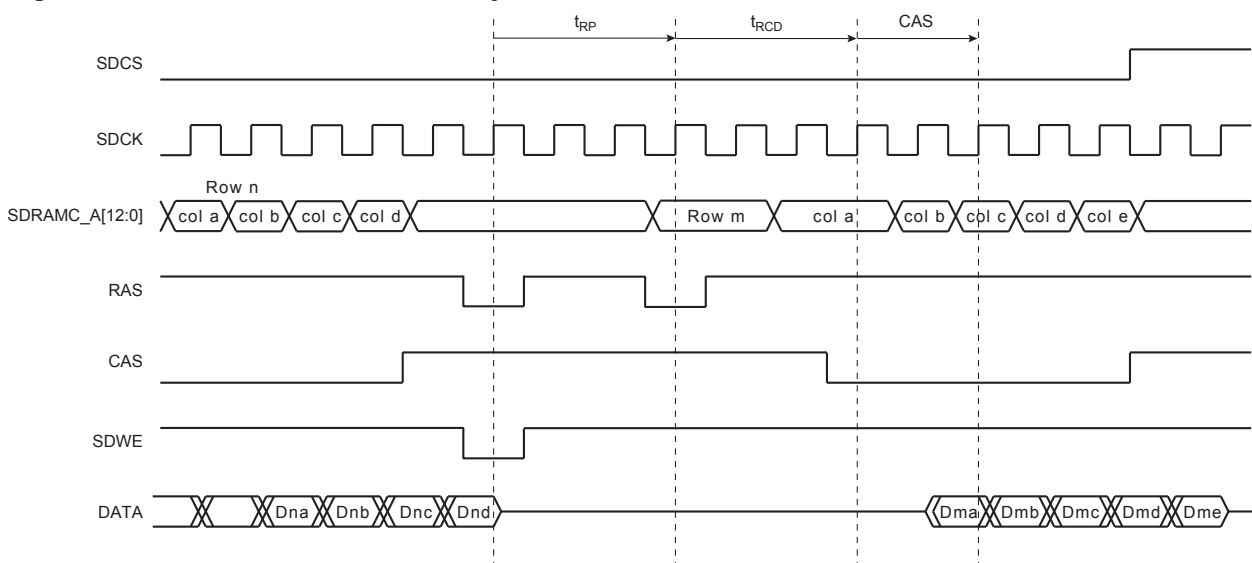 tRP tRCD CAS
SDCS
SDCK
Row n
SDRAMC_A[12:0] col a col b col c col d Row m col a col b col c col d col e
RAS
CAS
SDWE
DATA Dna Dnb Dnc Dnd Dma Dmb Dmc Dmd Dme